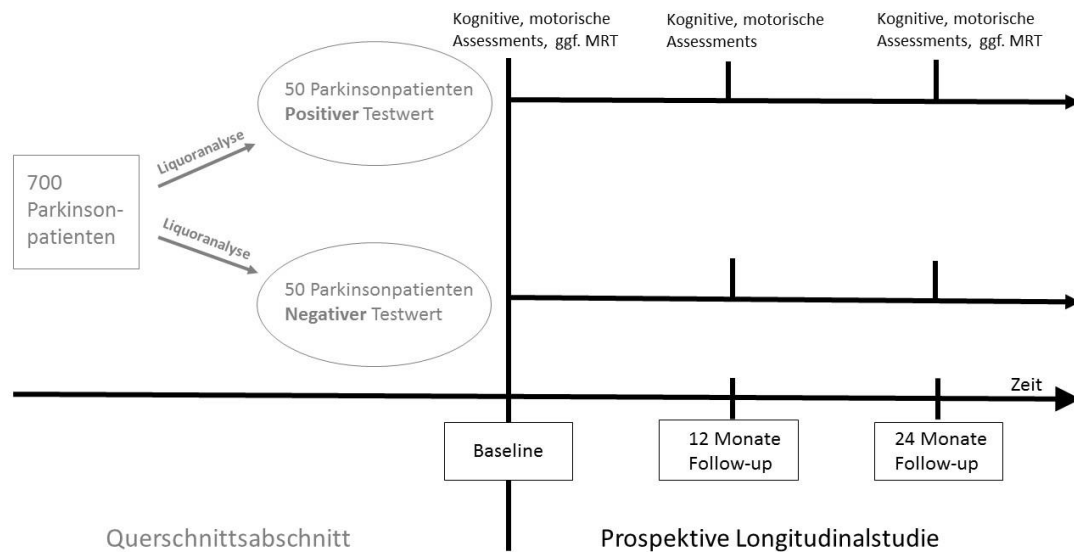 Kognitive, motorische
Assessments, ggf. MRT
Kognitive, motorische
Assessments
Kognitive, motorische
Assessments, ggf. MRT
50 Parkinsonpatienten
Positiver Testwert
Liquoranalyse
700
Parkinson-
patienten
Liquoranalyse
50 Parkinsonpatienten
Negativer Testwert
Zeit
Baseline
12 Monate
Follow-up
24 Monate
Follow-up
Querschnittsabschnitt
Prospektive Longitudinalstudie